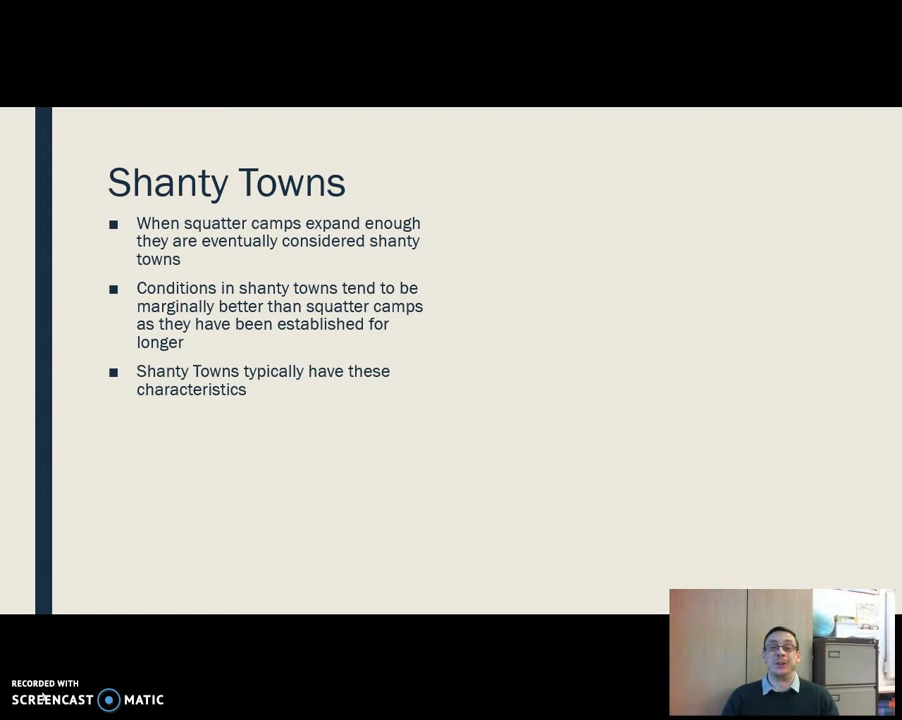 Shanty Towns
■ When squatter camps expand enough
they are eventually considered shanty
towns
■ Conditions in shanty towns tend to be
marginally better than squatter camps
as they have been established for
longer
■ Shanty Towns typically have these
characteristics
RECORDED WITH
SCREENCAST MATIC